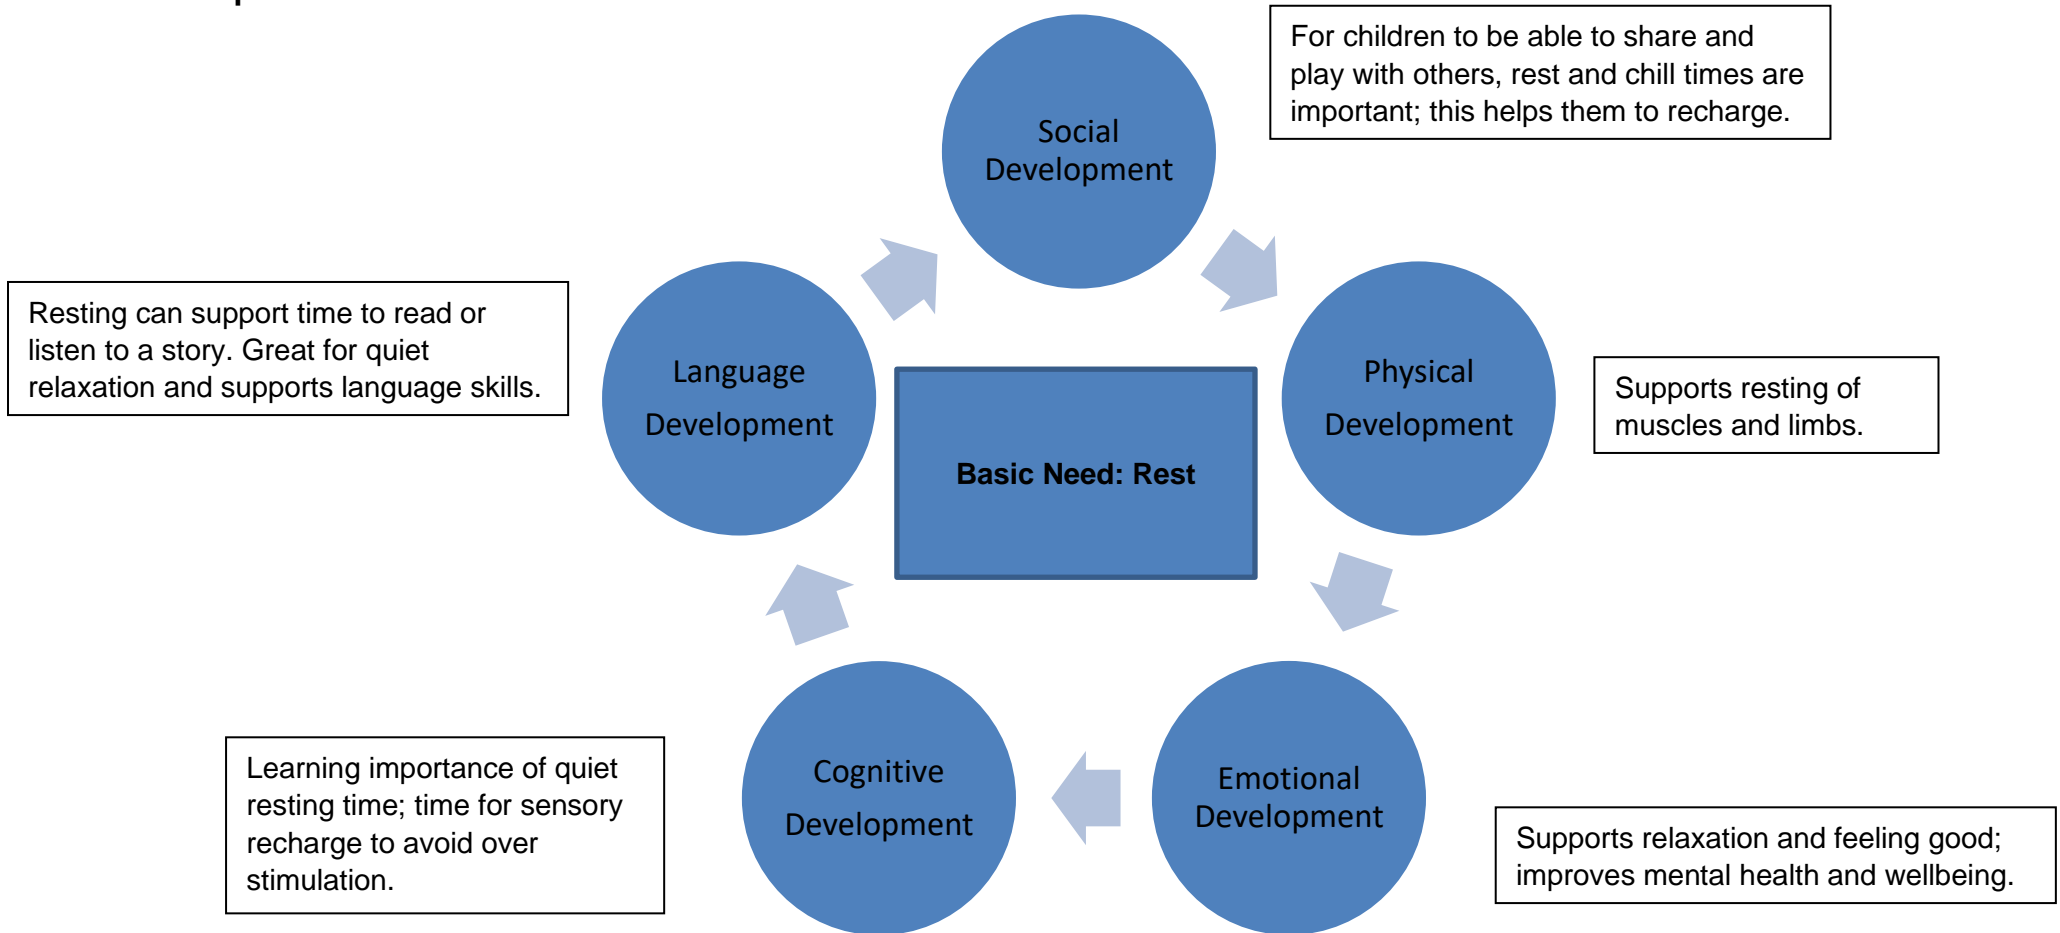 For children to be able to share and
play with others, rest and chill times are
important; this helps them to recharge.
Social
Development
Resting can support time to read or
listen to a story. Great for quiet
relaxation and supports language skills.
Language
Development
Physical
Development
Supports resting of
muscles and limbs.
Basic Need: Rest
Learning importance of quiet
resting time; time for sensory
recharge to avoid over
stimulation.
Cognitive
Development
Emotional
Development
Supports relaxation and feeling good;
improves mental health and wellbeing.